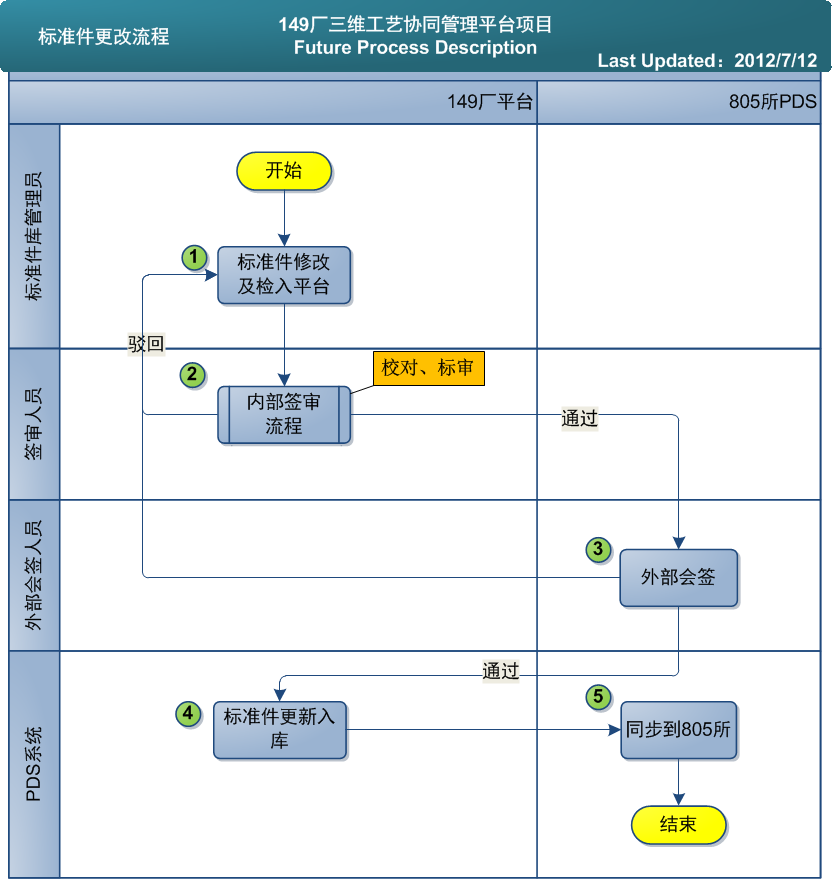 标准件更改流程
149厂三维工艺协同管理平台项目
Future Process Description
Last Updated：2012/7/12
149厂平台
805所PDS
标准件库管理员
开始
1
标准件修改
及检入平台
驳回
签审人员
2
校对、标审
内部签审
流程
通过
外部会签人员
3
外部会签
PDS系统
通过
4
标准件更新入
库
5
同步到805所
结束